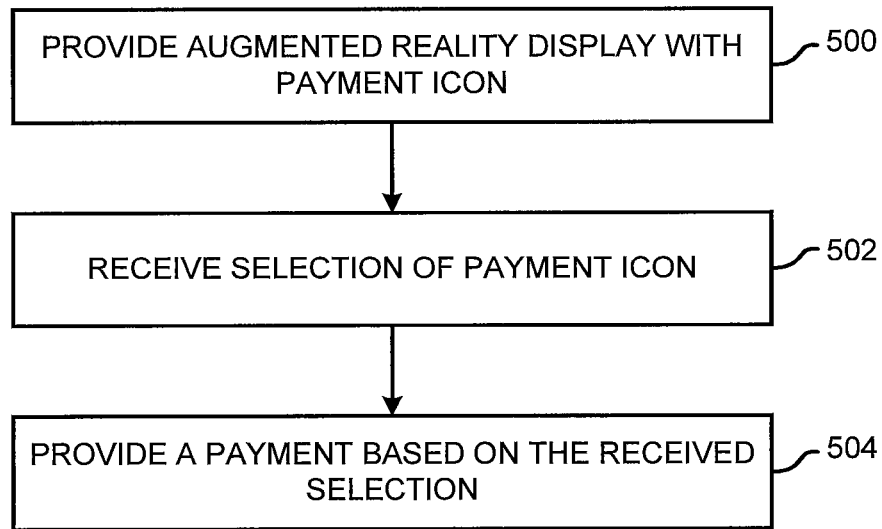 PROVIDE AUGMENTED REALITY DISPLAY WITH
PAYMENT ICON
500
RECEIVE SELECTION OF PAYMENT ICON
502
PROVIDE A PAYMENT BASED ON THE RECEIVED
SELECTION
504